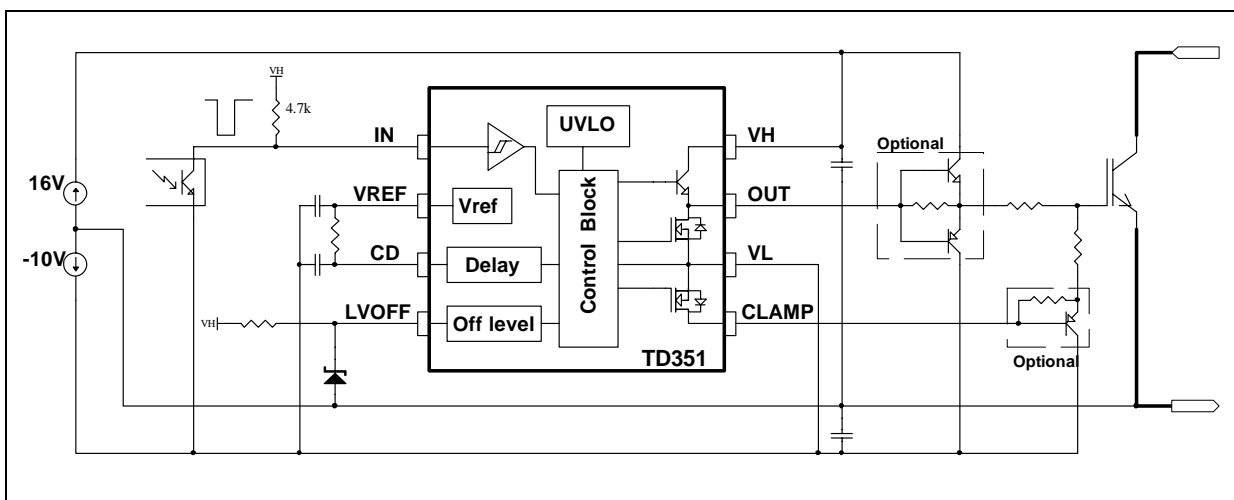 VH
4.7k
UVLO
IN
VH
Optional
16V
VREF
Vref
Control Block
OUT
-10V
CD
Delay
VL
VH
LVOFF
Off level
CLAMP
TD351
Optional